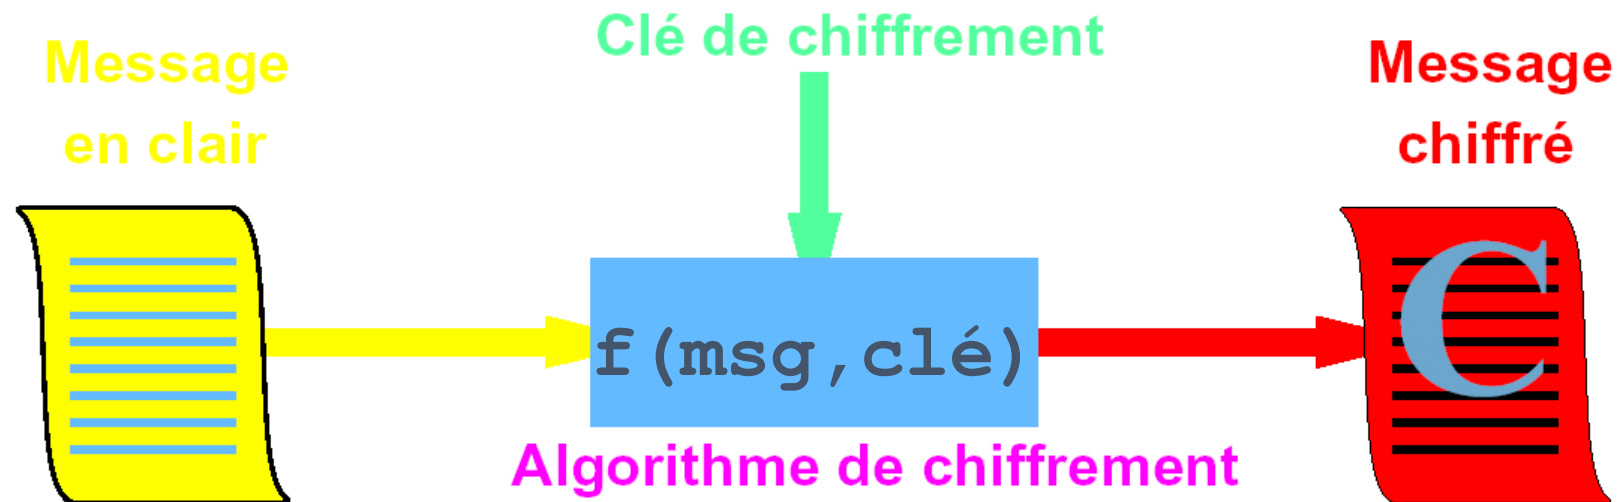 Message
en clair
Clé de chiffrement
Message
chiffré
f(msg,clé)
C
Algorithme de chiffrement